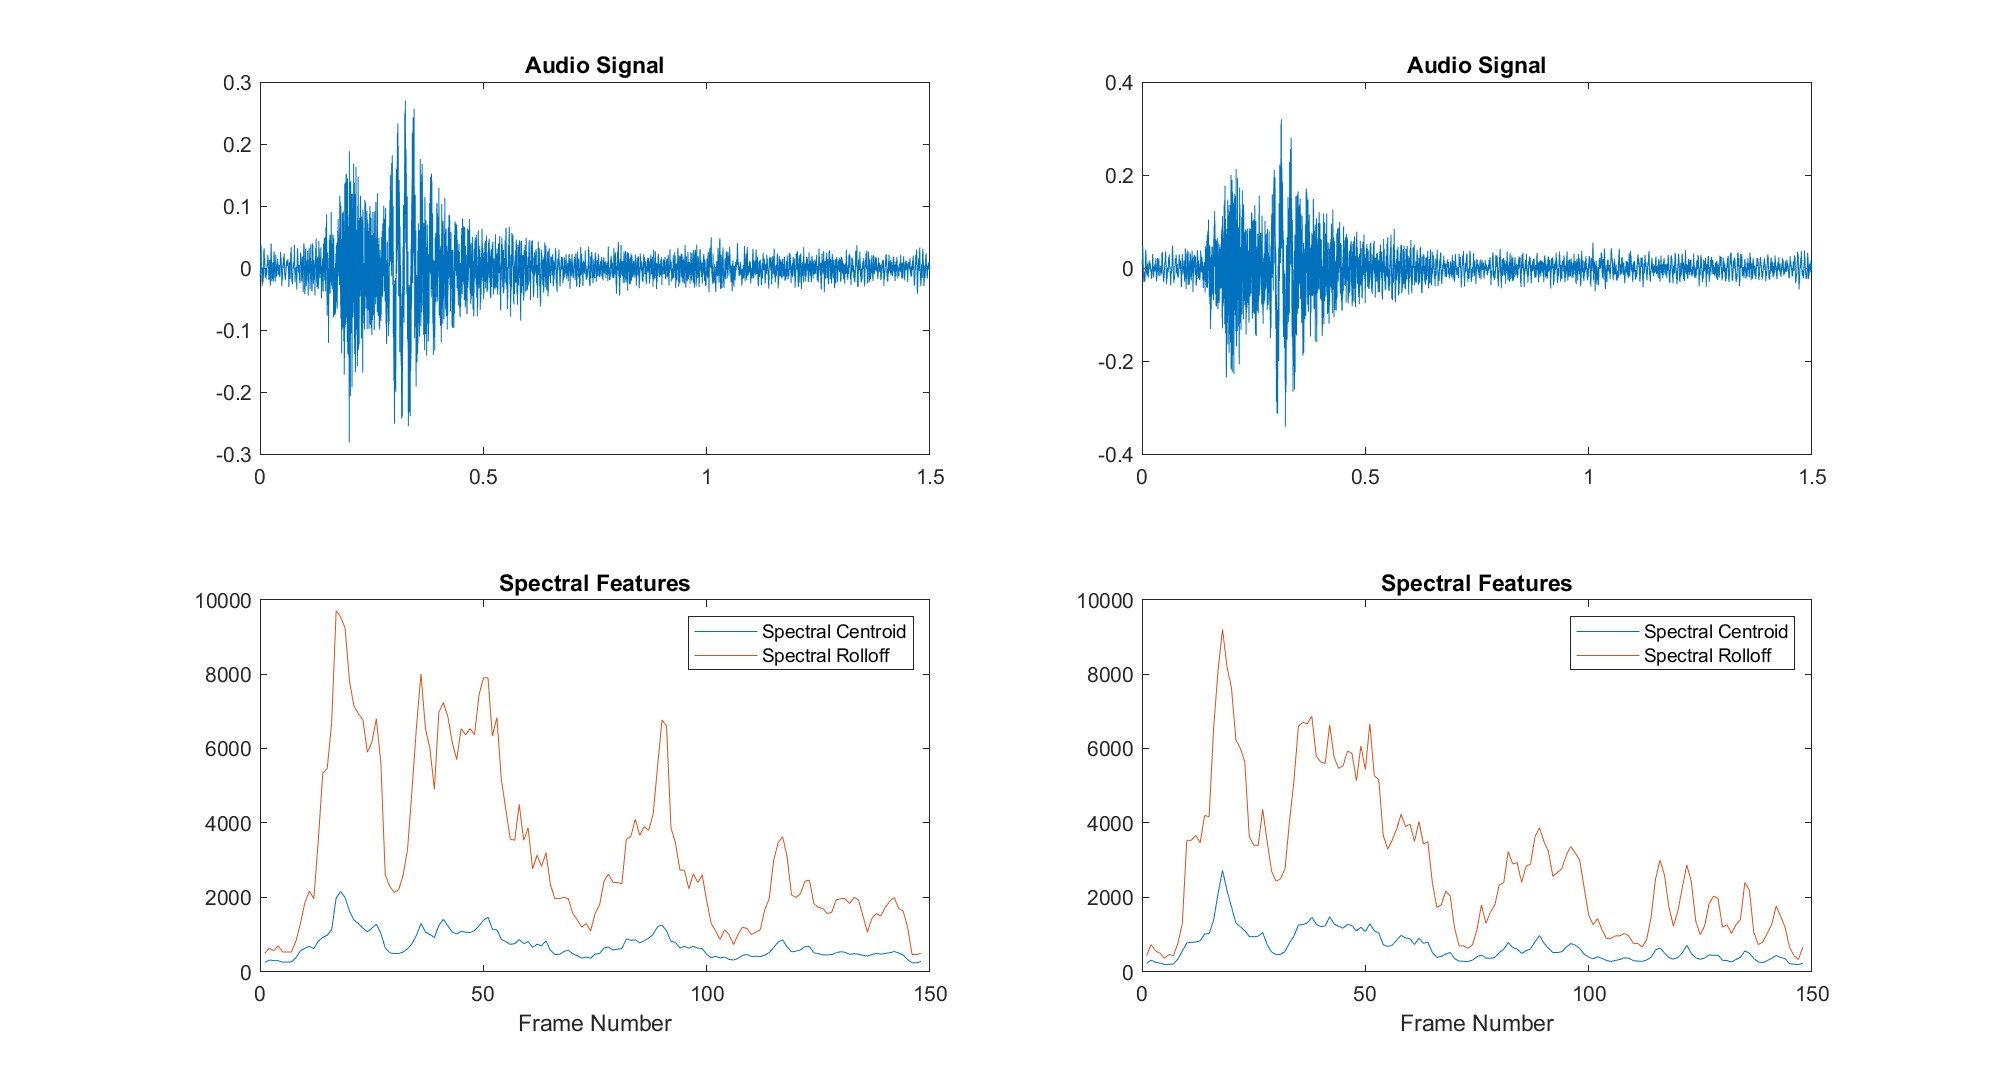 Audio Signal
0.3
0.2
0.1
0
-0.1
-0.2
-0.3
0 0.5 1 1.5
Audio Signal
0.4
0.2
0
-0.2
-0.4
0 0.5 1 1.5
Spectral Features
10000
8000
6000
4000
2000
0
Spectral Centroid
Spectral Rolloff
0 50 100 150
Frame Number
Spectral Features
10000
8000
6000
4000
2000
0
Spectral Centroid
Spectral Rolloff
0 50 100 150
Frame Number